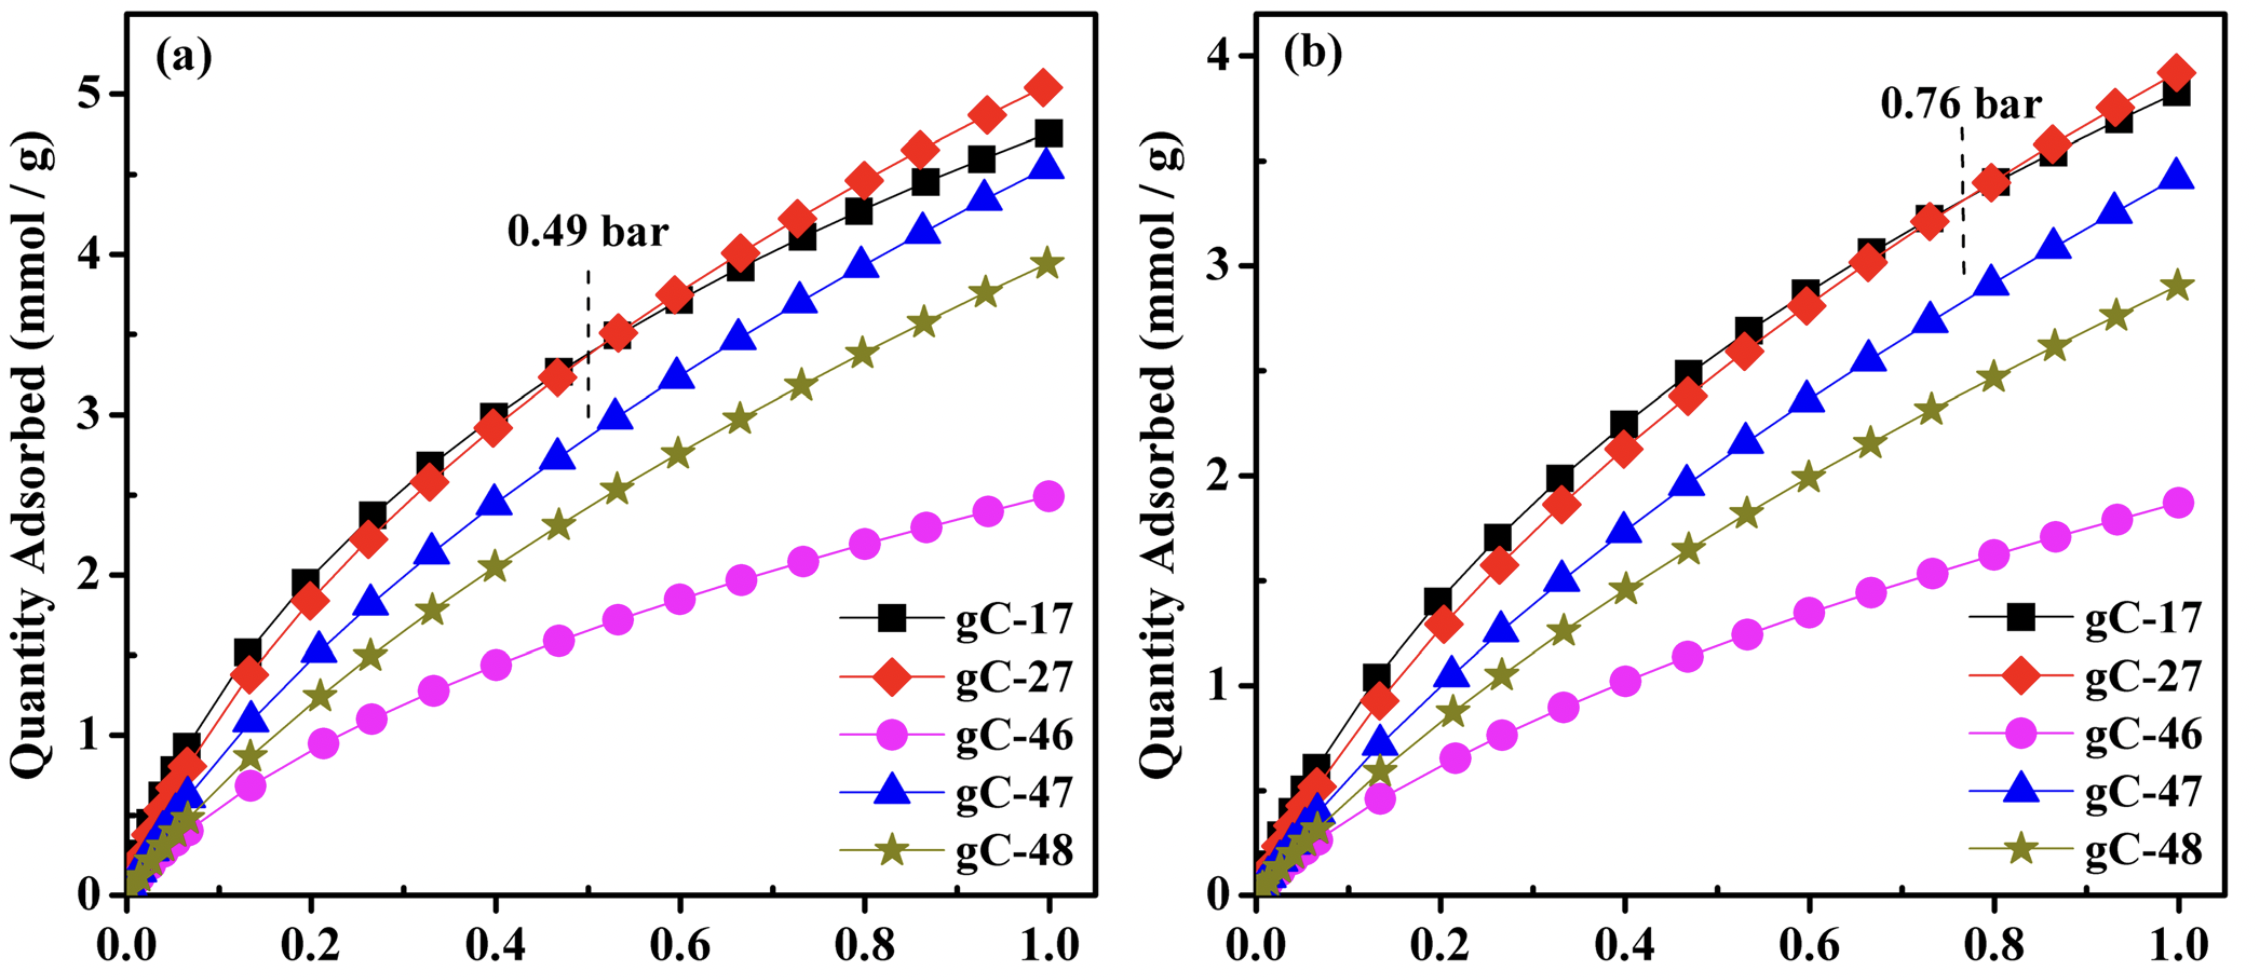 (a)
0.49 bar
Quantity Adsorbed (mmol / g)
5
4
3
2
1
0
0.0 0.2 0.4 0.6 0.8 1.0
gC-17
gC-27
gC-46
gC-47
gC-48
(b)
0.76 bar
Quantity Adsorbed (mmol / g)
4
3
2
1
0
0.0 0.2 0.4 0.6 0.8 1.0
gC-17
gC-27
gC-46
gC-47
gC-48